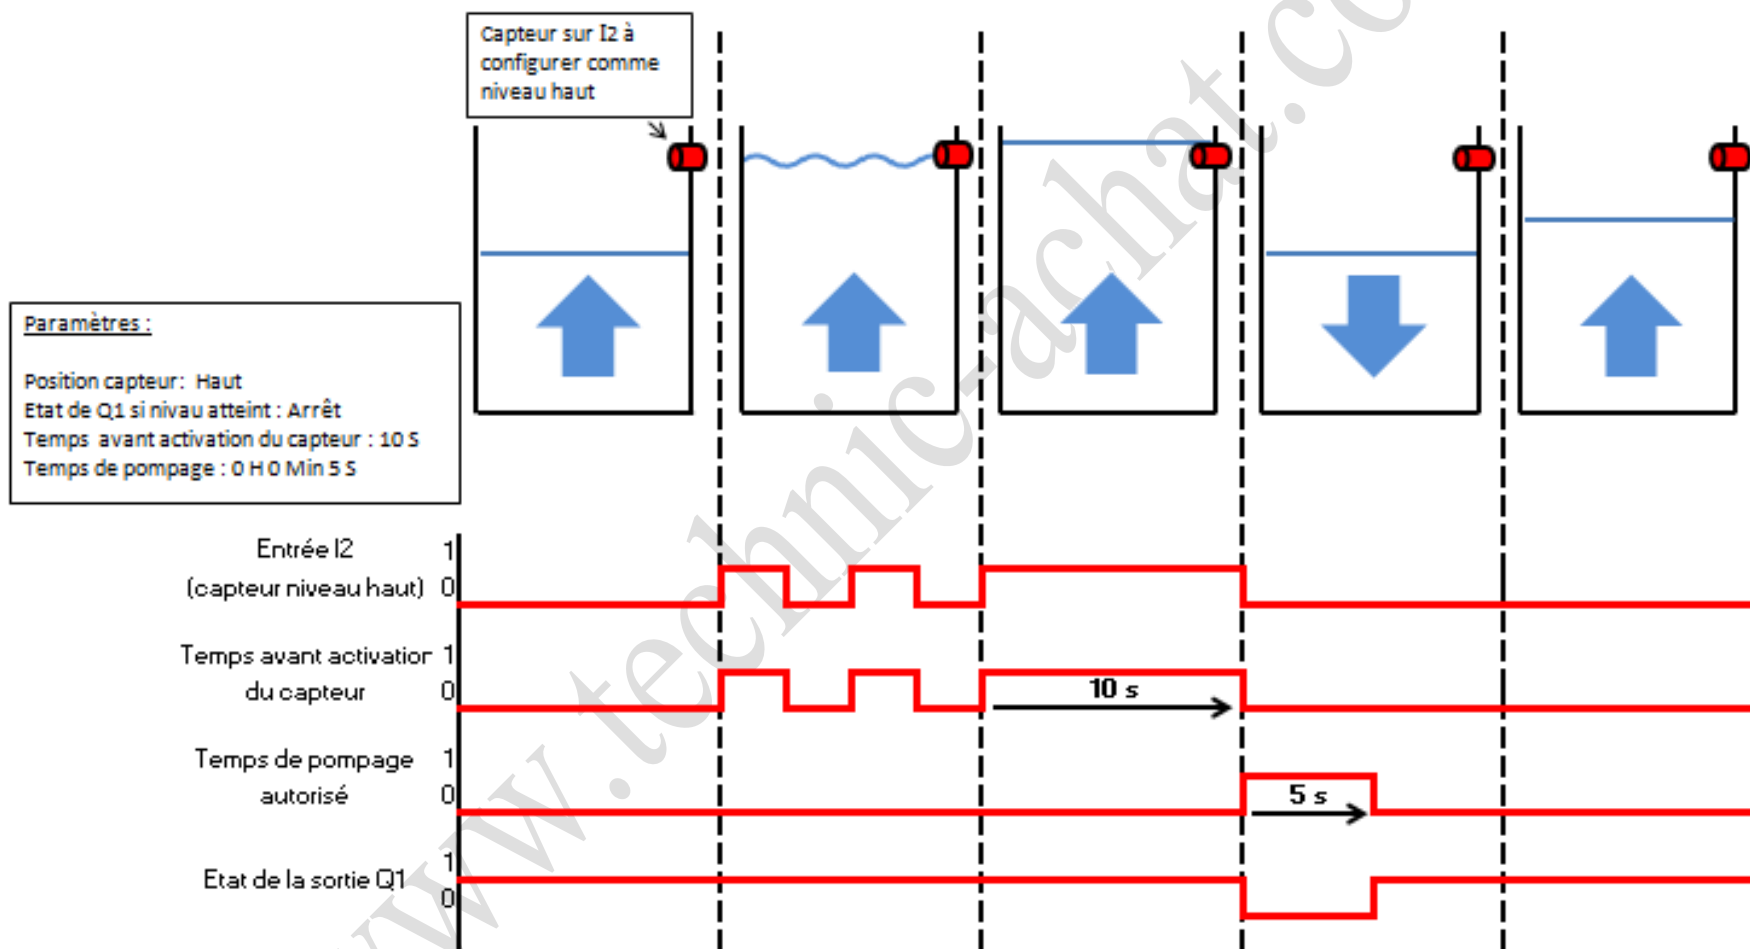 Capteur sur I2 à
configurer comme
niveau haut
Paramètres :
Position capteur: Haut
Etat de Q1 si nivau atteint : Arrêt
Temps avant activation du capteur : 10 S
Temps de pompage : 0 H 0 Min 5 S
Entrée I2
(capteur niveau haut)
1
0
Temps avant activation
du capteur
1
0
10 s
Temps de pompage
autorisé
1
0
5 s
Etat de la sortie Q1
1
0
www.technic-achat.co